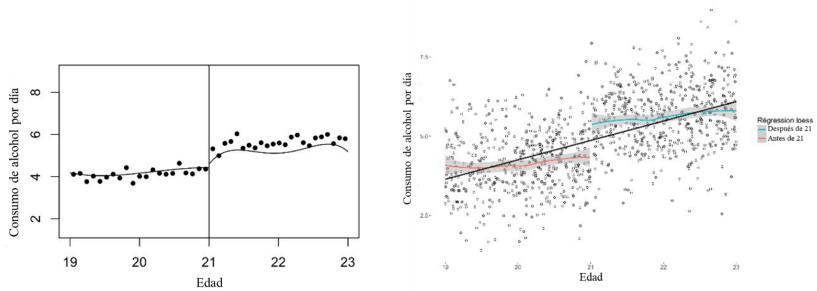 Consumo de alcohol por día
8
6
4
2
19 20 21 22 23
Edad
Consumo de alcohol por día
7.5
5.0
2.5
19 20 21 22 23
Edad
Régression loess
Después de 21
Antes de 21